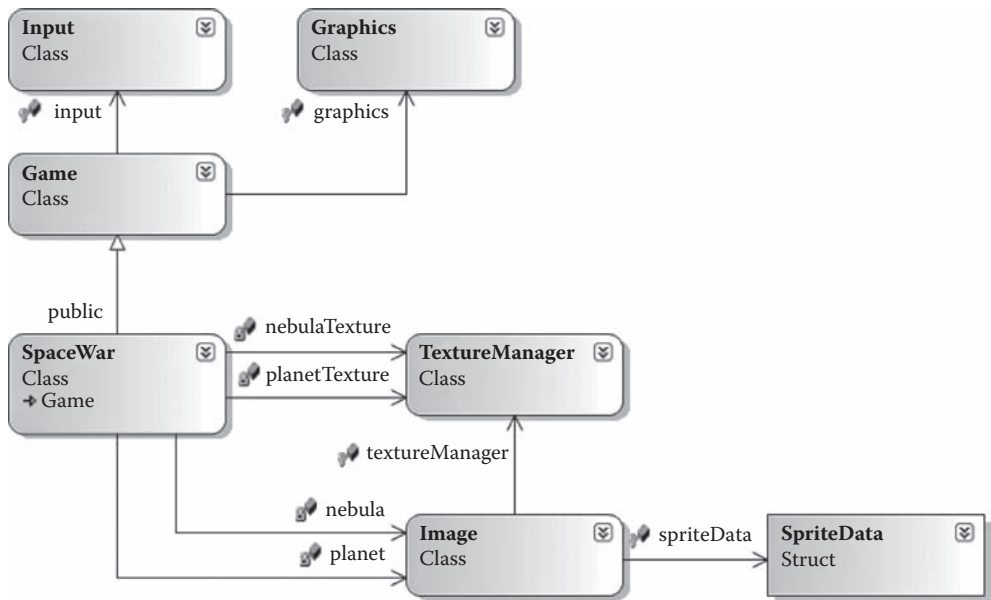 Input
Class
Graphics
Class
input
graphics
Game
Class
public
SpaceWar
Class
Game
nebulaTexture
planetTexture
TextureManager
Class
textureManager
nebula
planet
Image
Class
spriteData
SpriteData
Struct